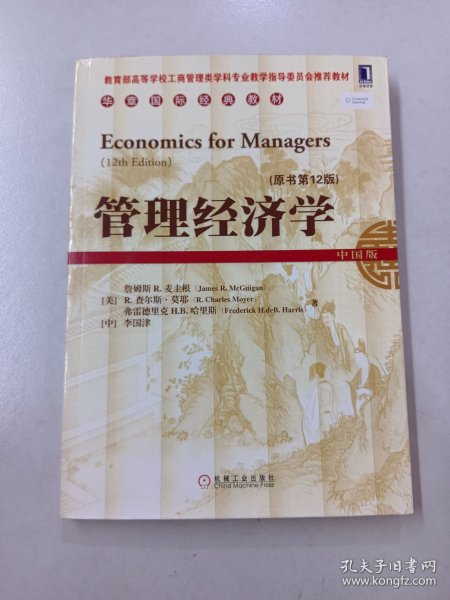 教育部高等学校工商管理类学科专业教学指导委员会推荐教材
华章国际经典教材
Economics for Managers
(12th Edition)
(原书第12版)
管理经济学
中国版
詹姆斯 R. 麦圭根 (James R. McGuigan)
[美] R. 查尔斯·莫耶 (R. Charles Moyer) 著
弗雷德里克 H.B. 哈里斯 (Frederick H.deB. Harris)
[中] 李国津
机械工业出版社
China Machine Press
孔夫子旧书网
www.kongfz.com